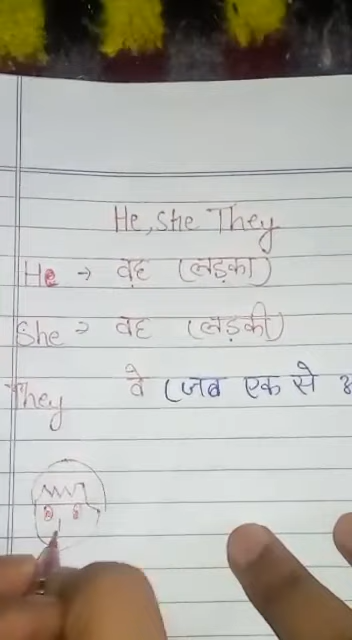 He, She They
He → वह (लड़का)
She → वह (लड़की)
They वे (जब एक से